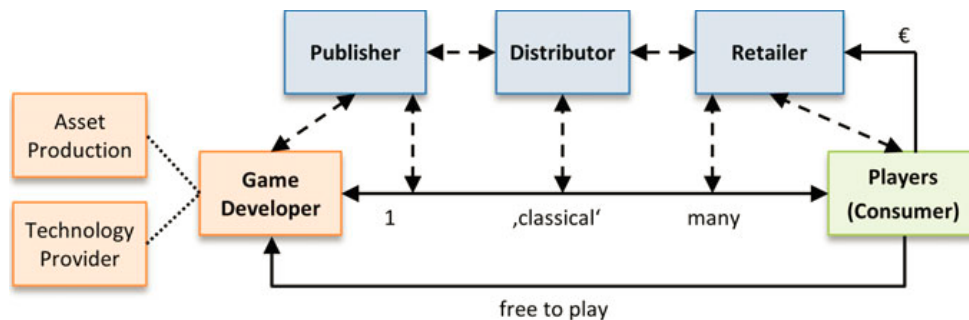 €
Publisher
Distributor
Retailer
Asset
Production
Game
Developer
Players
(Consumer)
1
‚classical‘
many
Technology
Provider
free to play